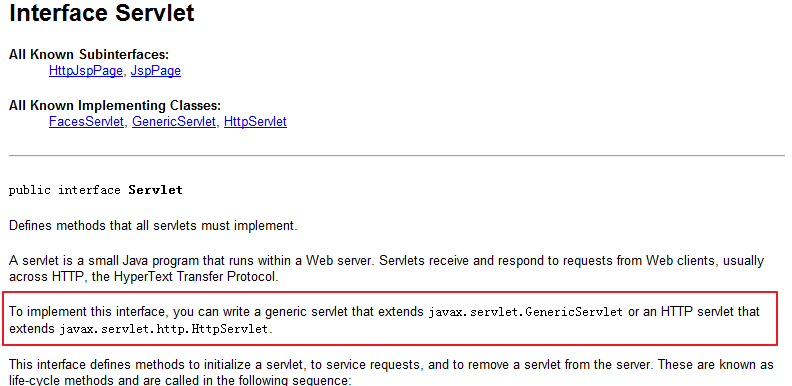 Interface Servlet
All Known Subinterfaces:
HttpJspPage, JspPage
All Known Implementing Classes:
FacesServlet, GenericServlet, HttpServlet
public interface Servlet
Defines methods that all servlets must implement.
A servlet is a small Java program that runs within a Web server. Servlets receive and respond to requests from Web clients, usually
across HTTP, the HyperText Transfer Protocol.
To implement this interface, you can write a generic servlet that extends javax.servlet.GenericServlet or an HTTP servlet that
extends javax.servlet.http.HttpServlet.
This interface defines methods to initialize a servlet, to service requests, and to remove a servlet from the server. These are known as
life-cycle methods and are called in the following sequence: